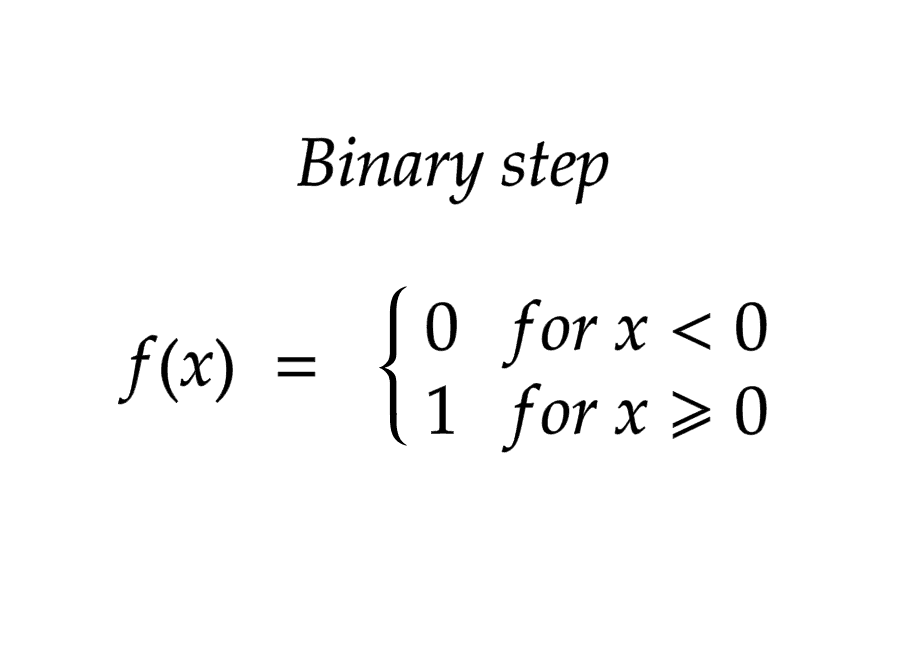 Binary step
f(x) = { 0 for x < 0
1 for x ⩾ 0